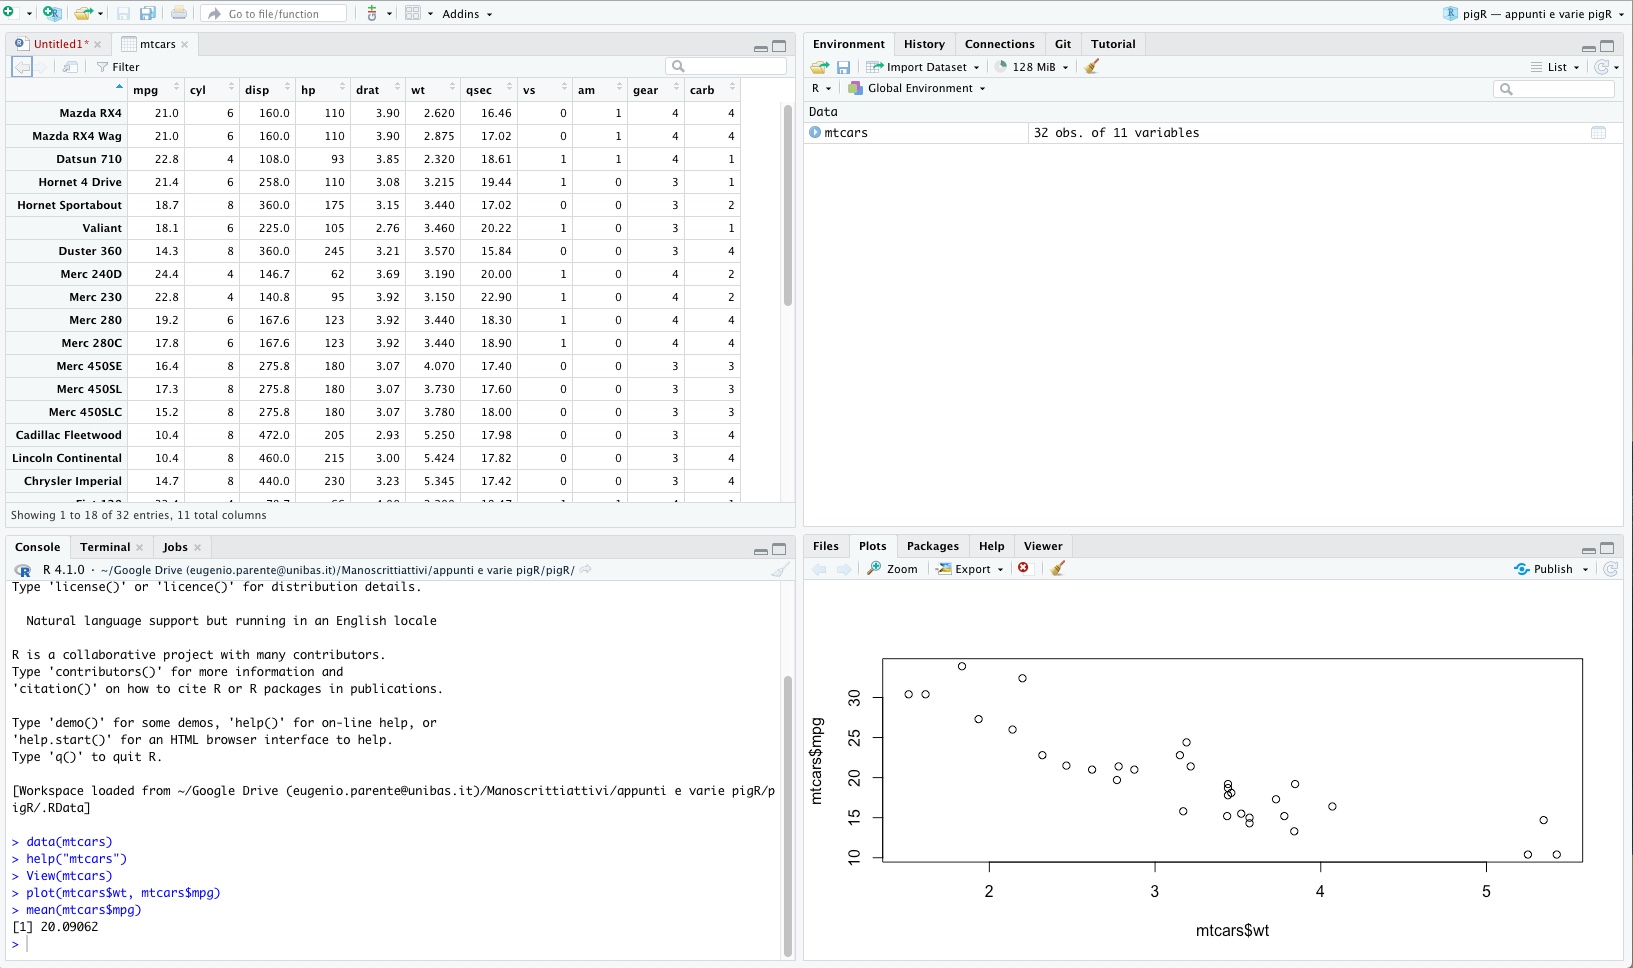 Go to file/function
Addins
pigR — appunti e varie pigR
Untitled1*
mtcars
Filter
mpg cyl disp hp drat wt qsec vs am gear carb
Mazda RX4 21.0 6 160.0 110 3.90 2.620 16.46 0 1 4 4
Mazda RX4 Wag 21.0 6 160.0 110 3.90 2.875 17.02 0 1 4 4
Datsun 710 22.8 4 108.0 93 3.85 2.320 18.61 1 1 4 1
Hornet 4 Drive 21.4 6 258.0 110 3.08 3.215 19.44 1 0 3 1
Hornet Sportabout 18.7 8 360.0 175 3.15 3.440 17.02 0 0 3 2
Valiant 18.1 6 225.0 105 2.76 3.460 20.22 1 0 3 1
Duster 360 14.3 8 360.0 245 3.21 3.570 15.84 0 0 3 4
Merc 240D 24.4 4 146.7 62 3.69 3.190 20.00 1 0 4 2
Merc 230 22.8 4 140.8 95 3.92 3.150 22.90 1 0 4 2
Merc 280 19.2 6 167.6 123 3.92 3.440 18.30 1 0 4 4
Merc 280C 17.8 6 167.6 123 3.92 3.440 18.90 1 0 4 4
Merc 450SE 16.4 8 275.8 180 3.07 4.070 17.40 0 0 3 3
Merc 450SL 17.3 8 275.8 180 3.07 3.730 17.60 0 0 3 3
Merc 450SLC 15.2 8 275.8 180 3.07 3.780 18.00 0 0 3 3
Cadillac Fleetwood 10.4 8 472.0 205 2.93 5.250 17.98 0 0 3 4
Lincoln Continental 10.4 8 460.0 215 3.00 5.424 17.82 0 0 3 4
Chrysler Imperial 14.7 8 440.0 230 3.23 5.345 17.42 0 0 3 4
Showing 1 to 18 of 32 entries, 11 total columns
Environment History Connections Git Tutorial
Import Dataset 128 MiB List
R Global Environment
Data
mtcars 32 obs. of 11 variables
Console Terminal Jobs
R 4.1.0 · ~/Google Drive (eugenio.parente@unibas.it)/Manoscrittiattivi/appunti e varie pigR/pigR/
Type 'license()' or 'licence()' for distribution details.
Natural language support but running in an English locale
R is a collaborative project with many contributors.
Type 'contributors()' for more information and
'citation()' on how to cite R or R packages in publications.
Type 'demo()' for some demos, 'help()' for on-line help, or
'help.start()' for an HTML browser interface to help.
Type 'q()' to quit R.
[Workspace loaded from ~/Google Drive (eugenio.parente@unibas.it)/Manoscrittiattivi/appunti e varie pigR/p
igR/.RData]
> data(mtcars)
> help("mtcars")
> View(mtcars)
> plot(mtcars$wt, mtcars$mpg)
> mean(mtcars$mpg)
[1] 20.09062
>
Files Plots Packages Help Viewer
Zoom Export Publish
mtcars$mpg
30
25
20
15
10
2 3 4 5
mtcars$wt